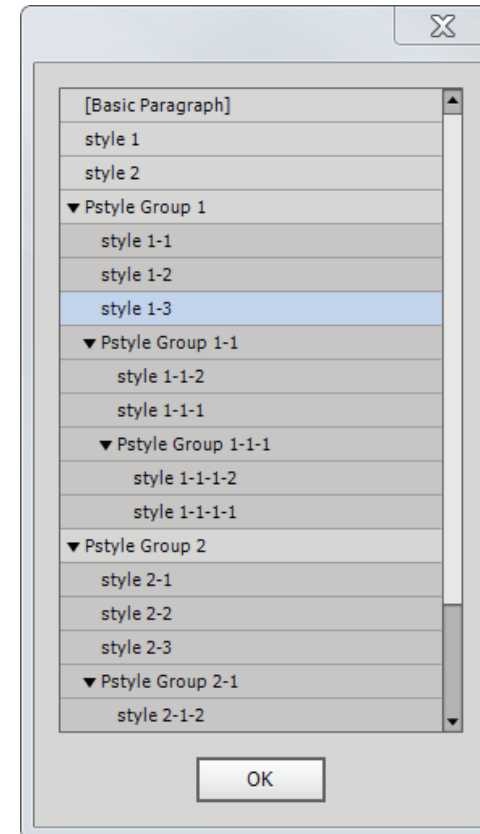 [Basic Paragraph]
style 1
style 2
Pstyle Group 1
style 1-1
style 1-2
style 1-3
Pstyle Group 1-1
style 1-1-2
style 1-1-1
Pstyle Group 1-1-1
style 1-1-1-2
style 1-1-1-1
Pstyle Group 2
style 2-1
style 2-2
style 2-3
Pstyle Group 2-1
style 2-1-2
OK